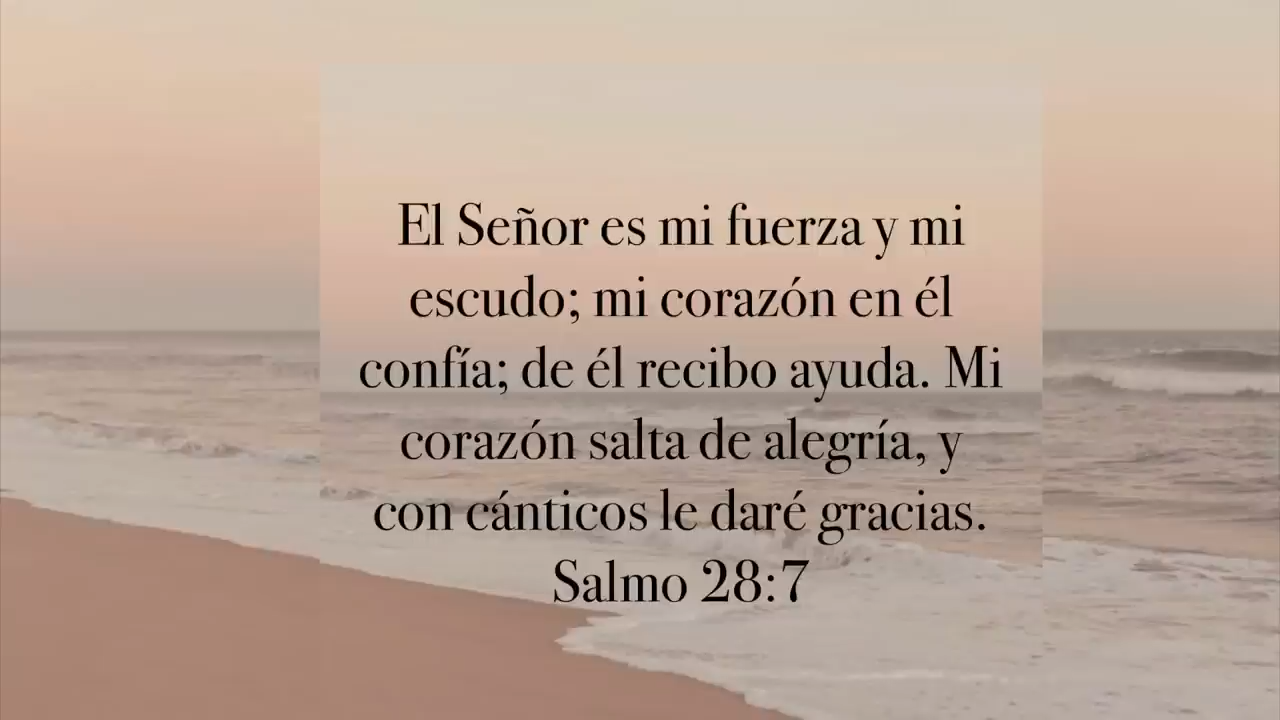 El Señor es mi fuerza y mi
escudo; mi corazón en él
confía; de él recibo ayuda. Mi
corazón salta de alegría, y
con cánticos le daré gracias.
Salmo 28:7